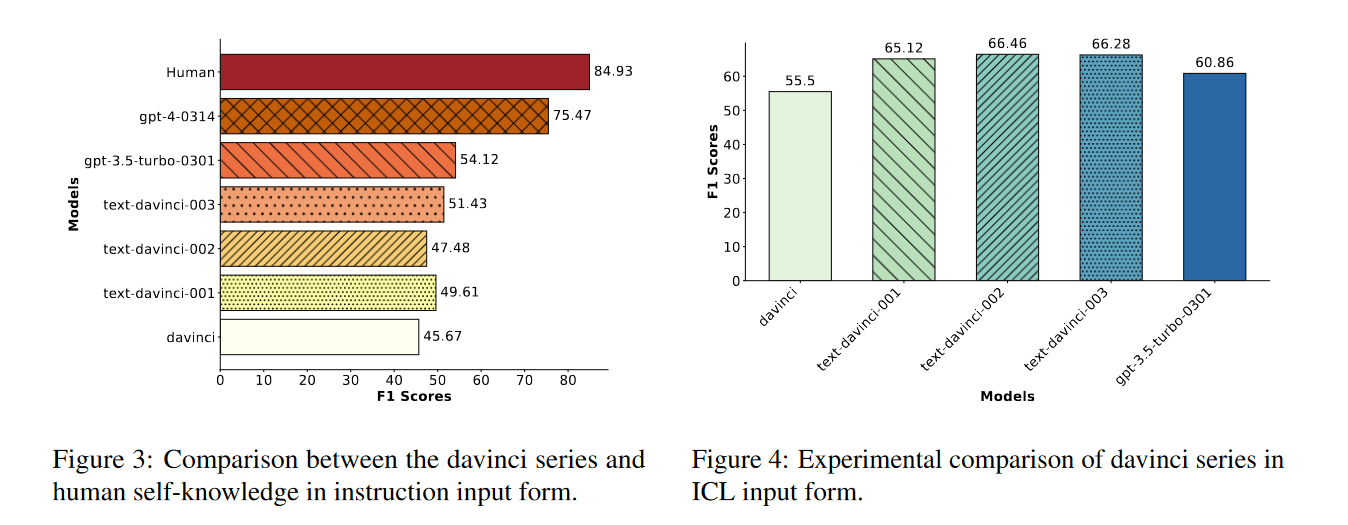 Human
84.93
gpt-4-0314
75.47
gpt-3.5-turbo-0301
54.12
text-davinci-003
51.43
text-davinci-002
47.48
text-davinci-001
49.61
davinci
45.67
Models
0 10 20 30 40 50 60 70 80
F1 Scores
Figure 3: Comparison between the davinci series and
human self-knowledge in instruction input form.
F1 Scores
60
50
40
30
20
10
0
55.5
65.12
66.46
66.28
60.86
davinci
text-davinci-001
text-davinci-002
text-davinci-003
gpt-3.5-turbo-0301
Models
Figure 4: Experimental comparison of davinci series in
ICL input form.